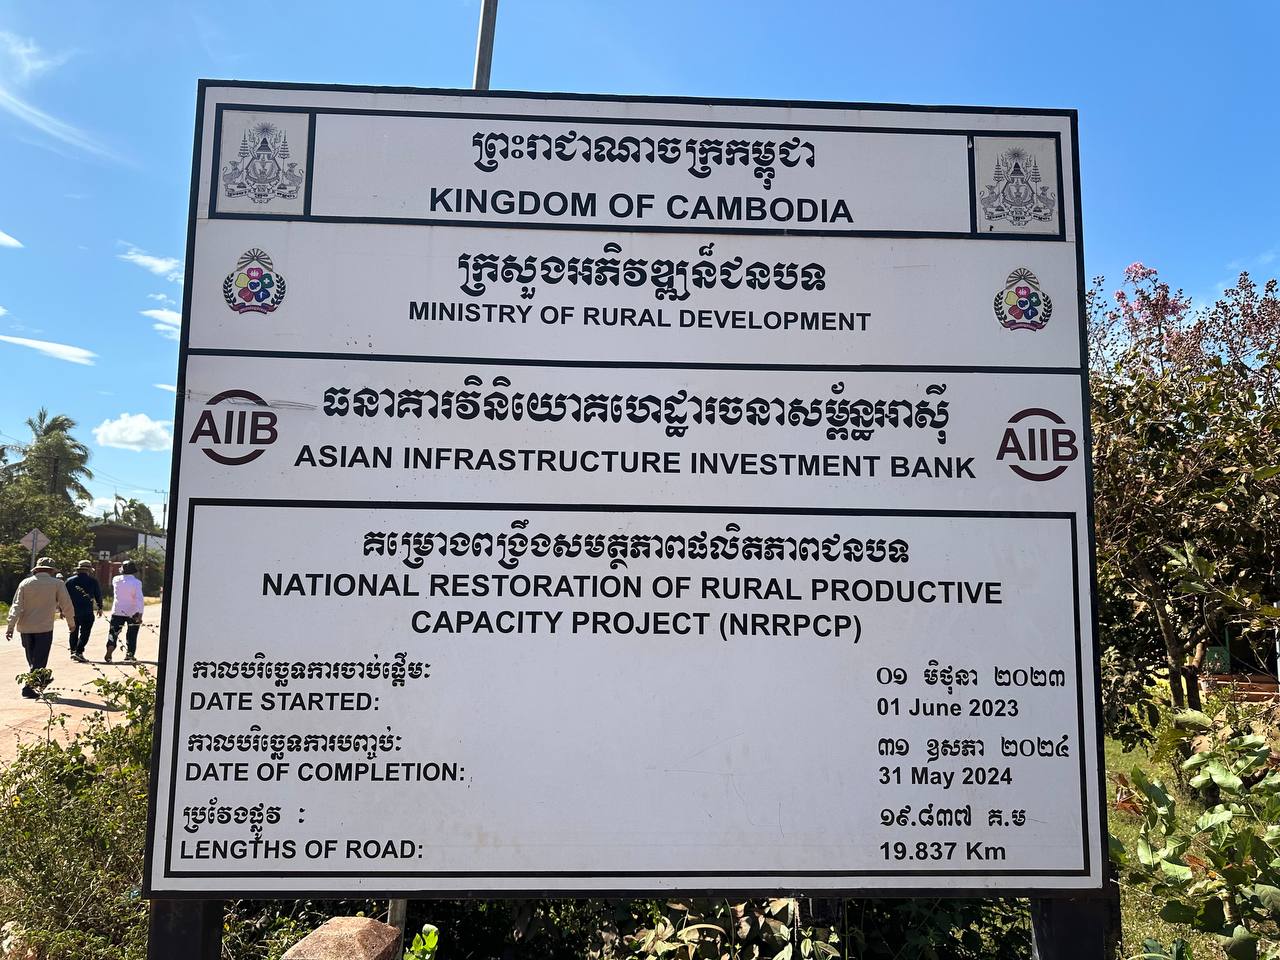 ព្រះរាជាណាចក្រកម្ពុជា
KINGDOM OF CAMBODIA
ក្រសួងអភិវឌ្ឍន៍ជនបទ
MINISTRY OF RURAL DEVELOPMENT
AIIB
ធនាគារវិនិយោគហេដ្ឋារចនាសម្ព័ន្ធអាស៊ី
AIIB
ASIAN INFRASTRUCTURE INVESTMENT BANK
គម្រោងពង្រឹងសមត្ថភាពផលិតភាពជនបទ
NATIONAL RESTORATION OF RURAL PRODUCTIVE
CAPACITY PROJECT (NRRPCP)
កាលបរិច្ឆេទការចាប់ផ្តើម: ០១ មិថុនា ២០២៣
DATE STARTED: 01 June 2023
កាលបរិច្ឆេទការបញ្ចប់: ៣១ ឧសភា ២០២៤
DATE OF COMPLETION: 31 May 2024
ប្រវែងផ្លូវ : ១៩.៨៣៧ គ.ម
LENGTHS OF ROAD: 19.837 Km